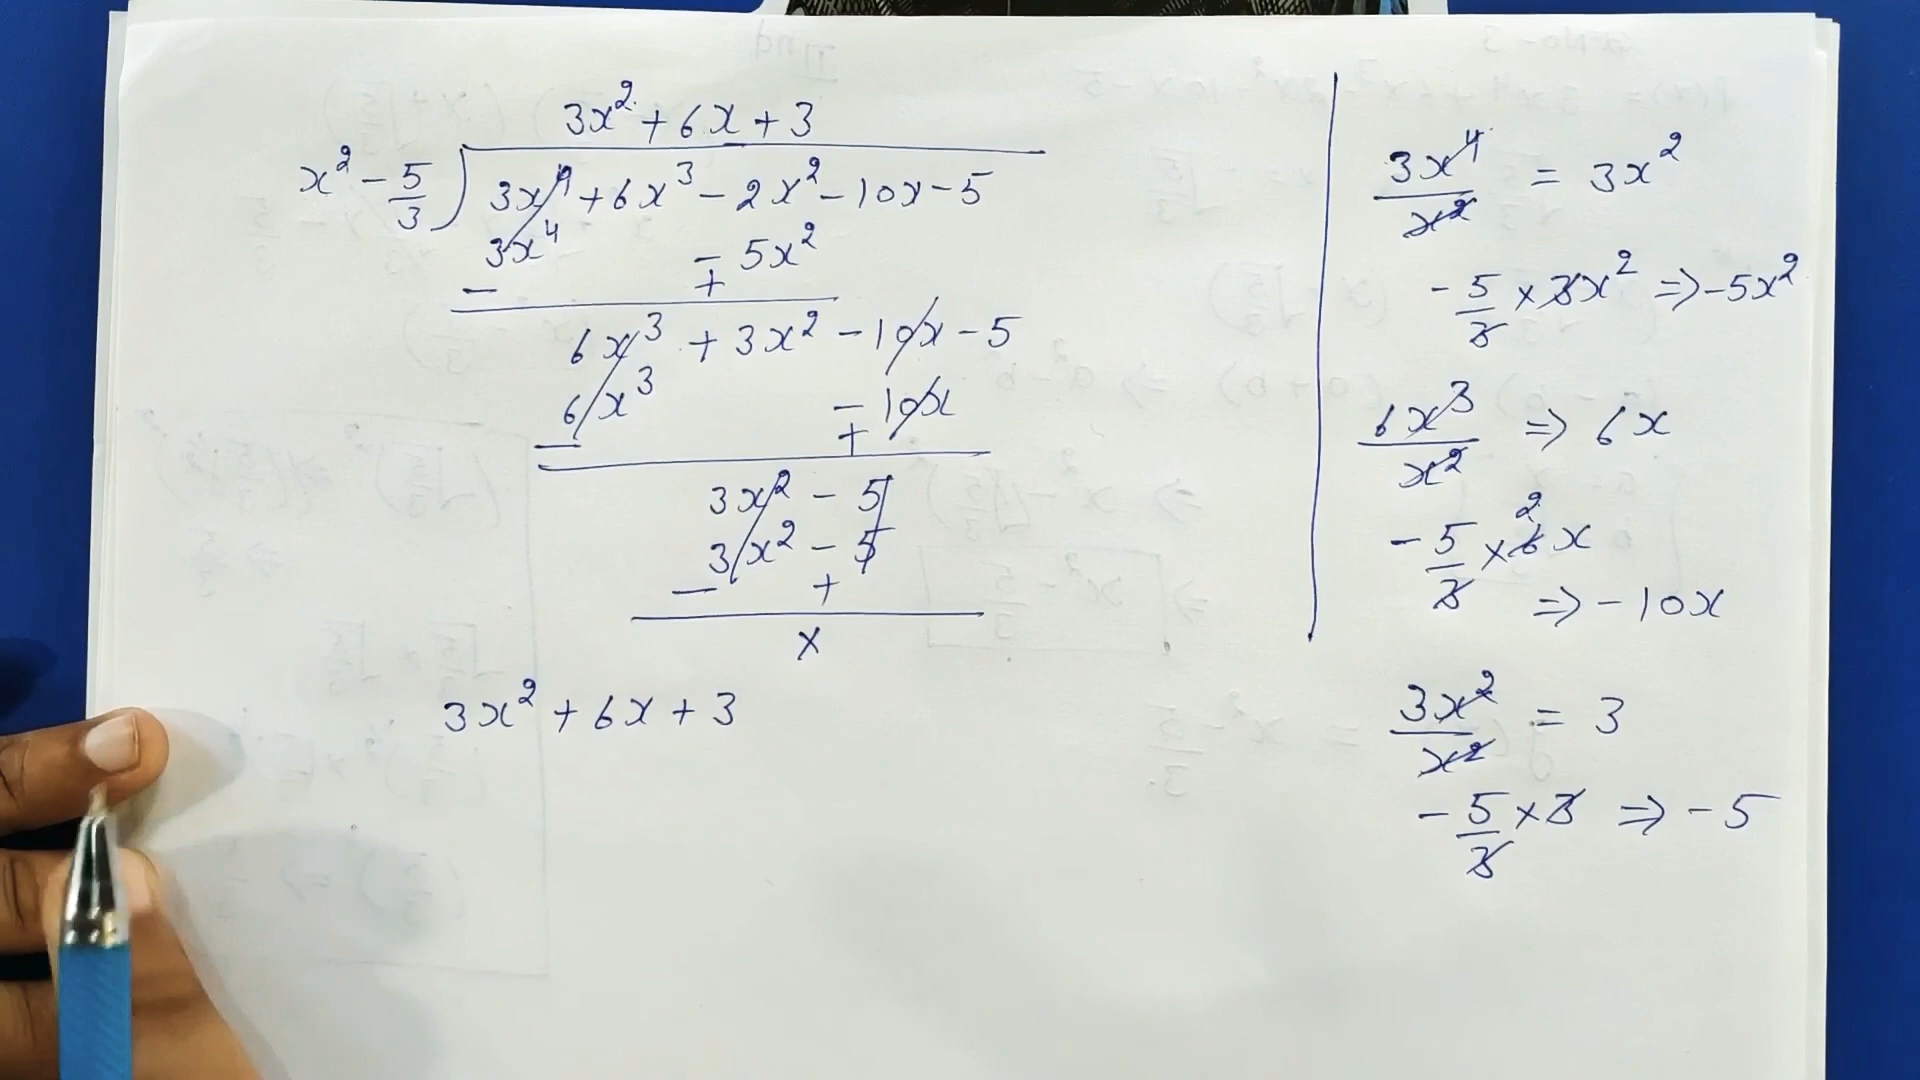 3x² + 6x + 3
x² - 5/3 ) 3x⁴ + 6x³ - 2x² - 10x - 5
3x⁴ - 5x²
- +
6x³ + 3x² - 10x - 5
6x³ - 10x
- +
3x² - 5
3x² - 5
- +
x
3x² + 6x + 3
3x⁴/x² = 3x²
- 5/3 × 3x² ⇒ -5x²
6x³/x² ⇒ 6x
- 5/3 × 6x
2
⇒ - 10x
3x²/x² = 3
- 5/3 × 3 ⇒ - 5